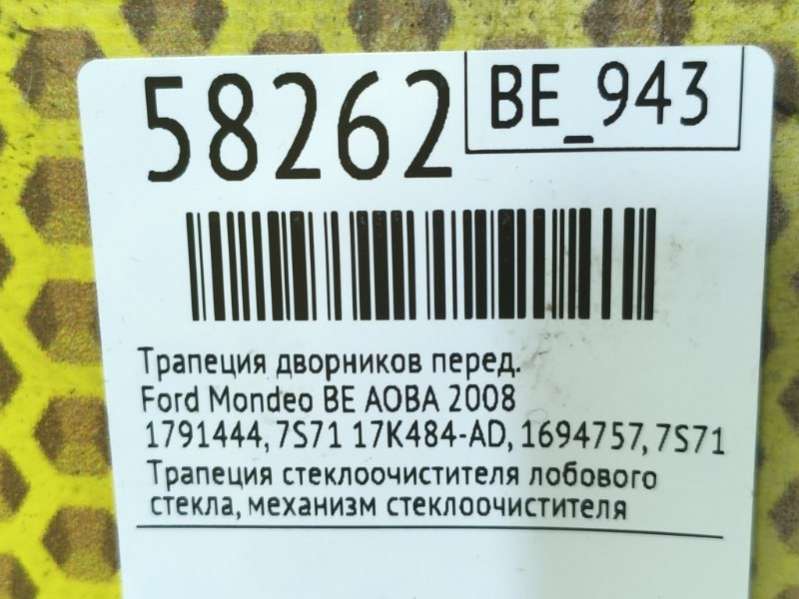 58262
BE_943
Трапеция дворников перед.
Ford Mondeo BE AOBA 2008
1791444, 7S71 17K484-AD, 1694757, 7S71
Трапеция стеклоочистителя лобового
стекла, механизм стеклоочистителя